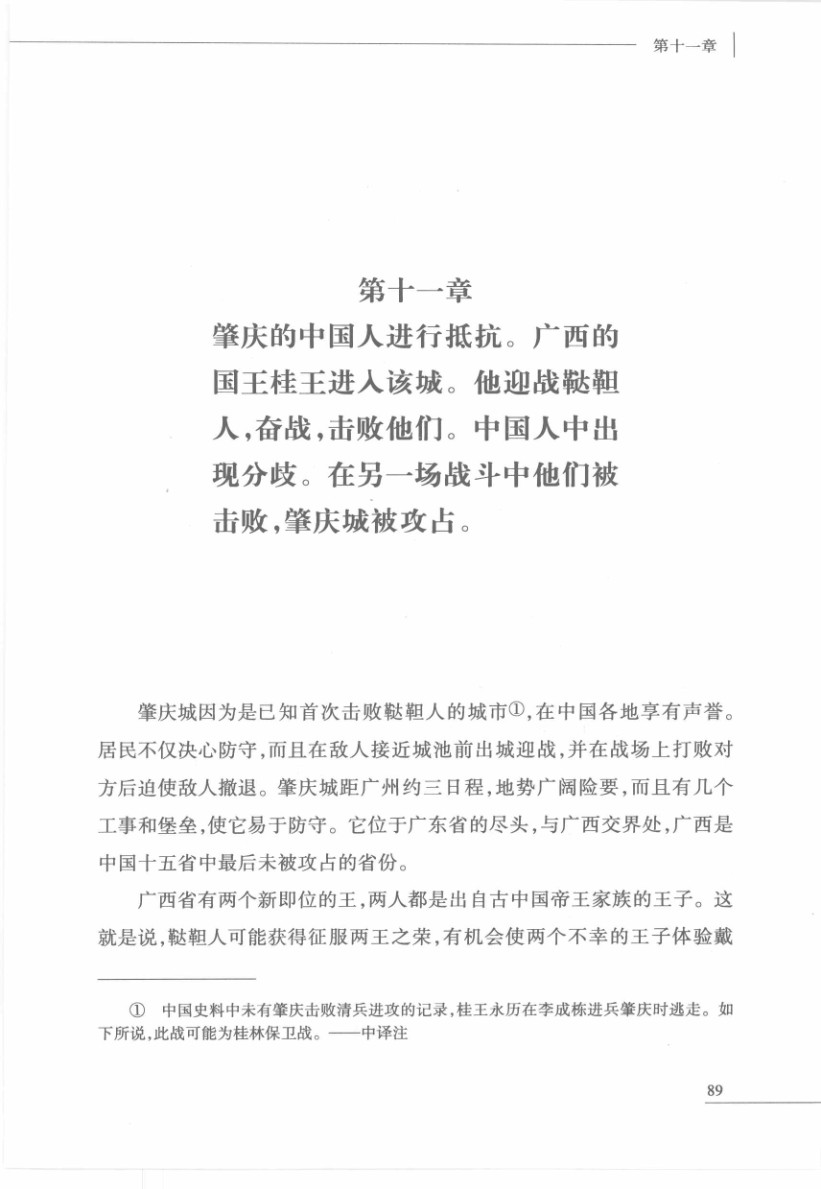 第十一章
第十一章
肇庆的中国人进行抵抗。广西的
国王桂王进入该城。他迎战鞑靼
人,奋战,击败他们。中国人中出
现分歧。在另一场战斗中他们被
击败,肇庆城被攻占。
肇庆城因为是已知首次击败鞑靼人的城市①,在中国各地享有声誉。
居民不仅决心防守,而且在敌人接近城池前出城迎战,并在战场上打败对
方后迫使敌人撤退。肇庆城距广州约三日程,地势广阔险要,而且有几个
工事和堡垒,使它易于防守。它位于广东省的尽头,与广西交界处,广西是
中国十五省中最后未被攻占的省份。
广西省有两个新即位的王,两人都是出自古中国帝王家族的王子。这
就是说,鞑靼人可能获得征服两王之荣,有机会使两个不幸的王子体验戴
① 中国史料中未有肇庆击败清兵进攻的记录,桂王永历在李成栋进兵肇庆时逃走。如
下所说,此战可能为桂林保卫战。——中译注
89